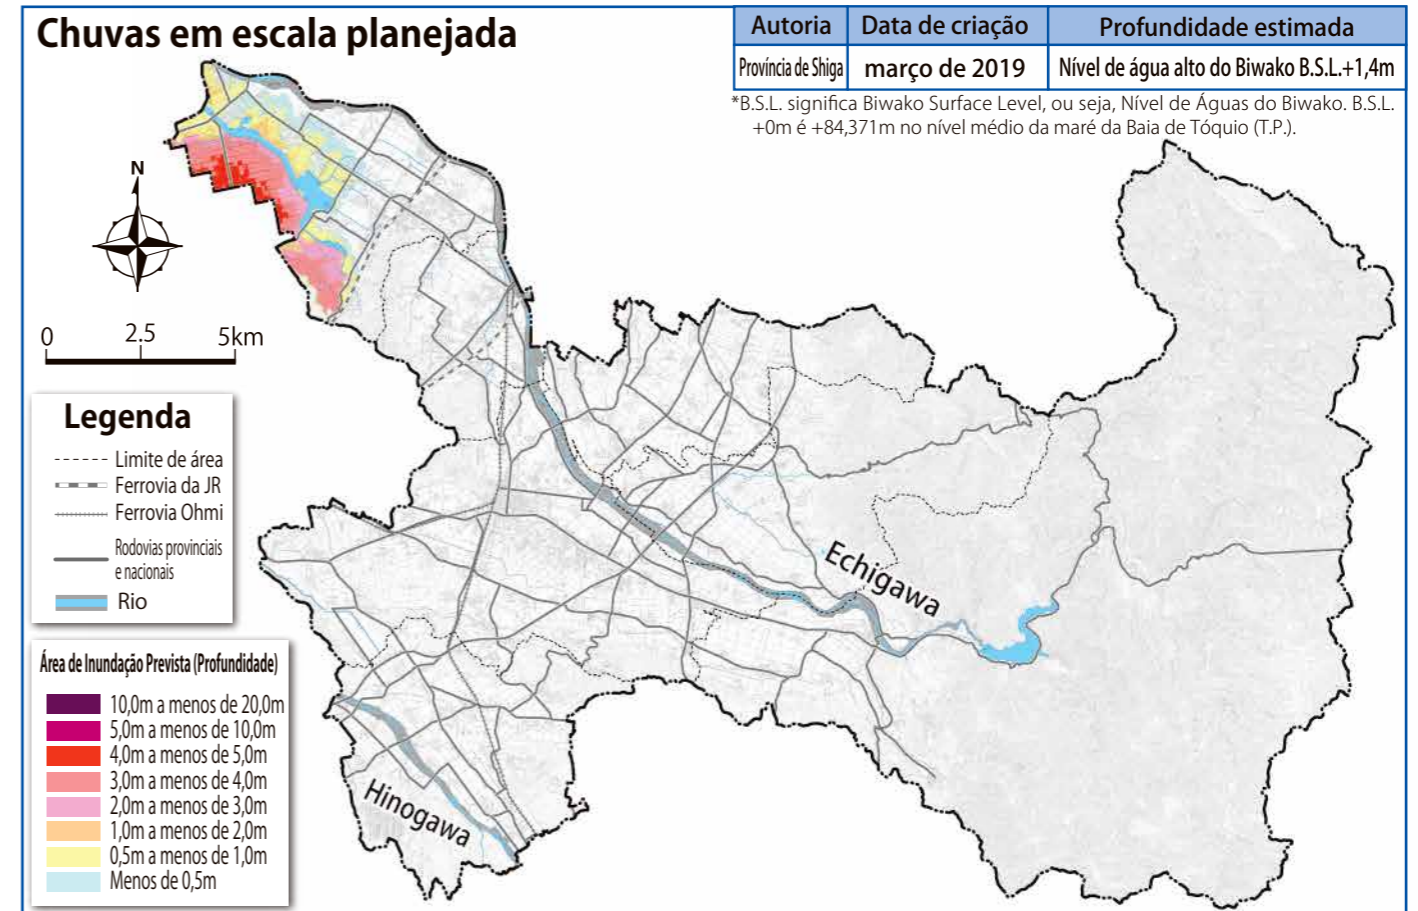 Chuvas em escala planejada
Autoria
Data de criação
Profundidade estimada
Província de Shiga
março de 2019
Nível de água alto do Biwako B.S.L.+1,4m
*B.S.L. significa Biwako Surface Level, ou seja, Nível de Águas do Biwako. B.S.L.
+0m é +84,371m no nível médio da maré da Baia de Tóquio (T.P.).
N
0 2.5 5km
Legenda
Limite de área
Ferrovia da JR
Ferrovia Ohmi
Rodovias provinciais
e nacionais
Rio
Área de Inundação Prevista (Profundidade)
10,0m a menos de 20,0m
5,0m a menos de 10,0m
4,0m a menos de 5,0m
3,0m a menos de 4,0m
2,0m a menos de 3,0m
1,0m a menos de 2,0m
0,5m a menos de 1,0m
Menos de 0,5m
Echigawa
Hinogawa